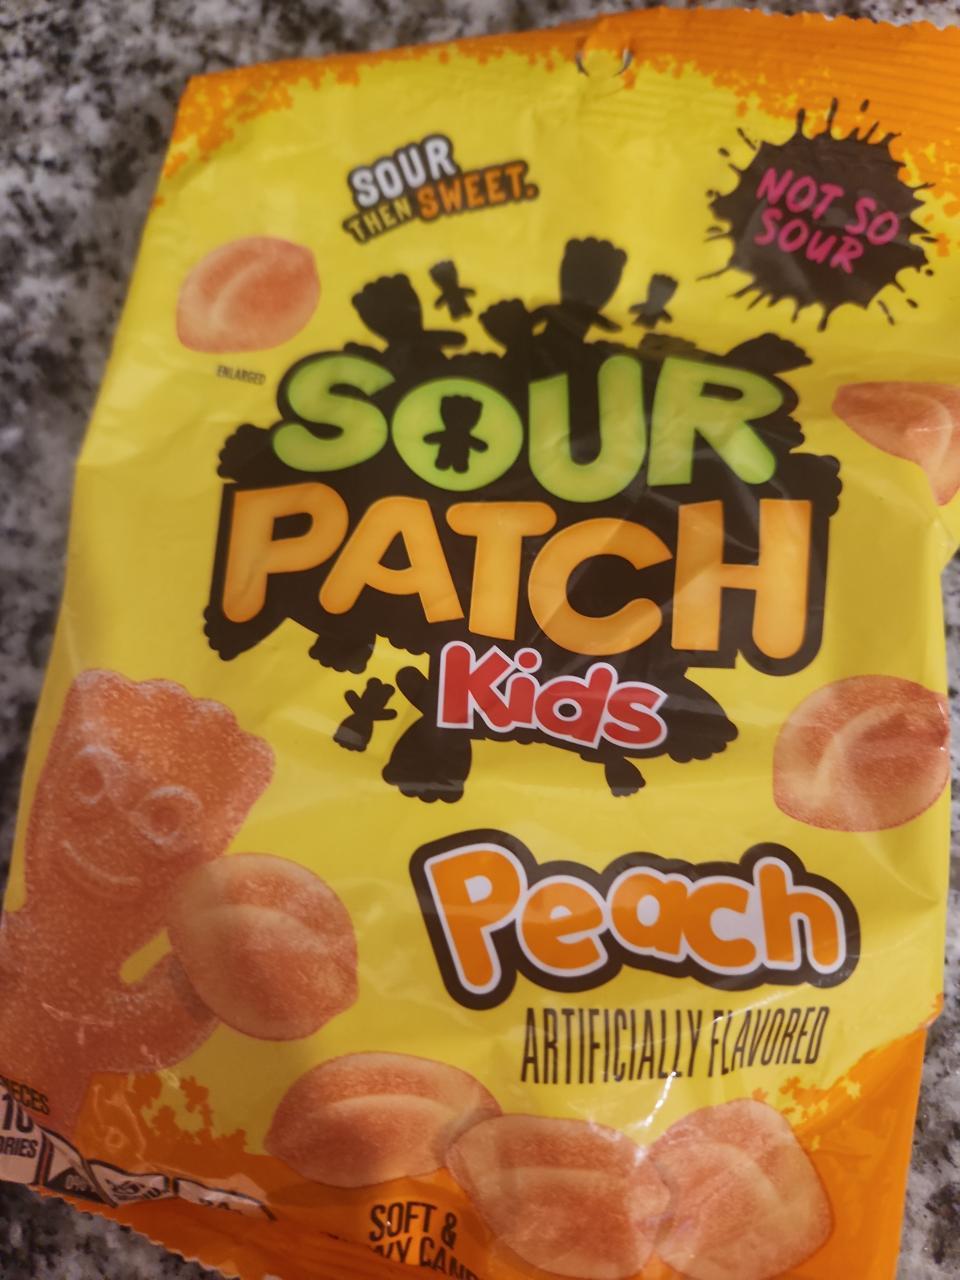 SOUR
THEN SWEET.
NOT SO
SOUR
ENLARGED
SOUR
PATCH
Kids
Peach
ARTIFICIALLY FLAVORED
SOFT &